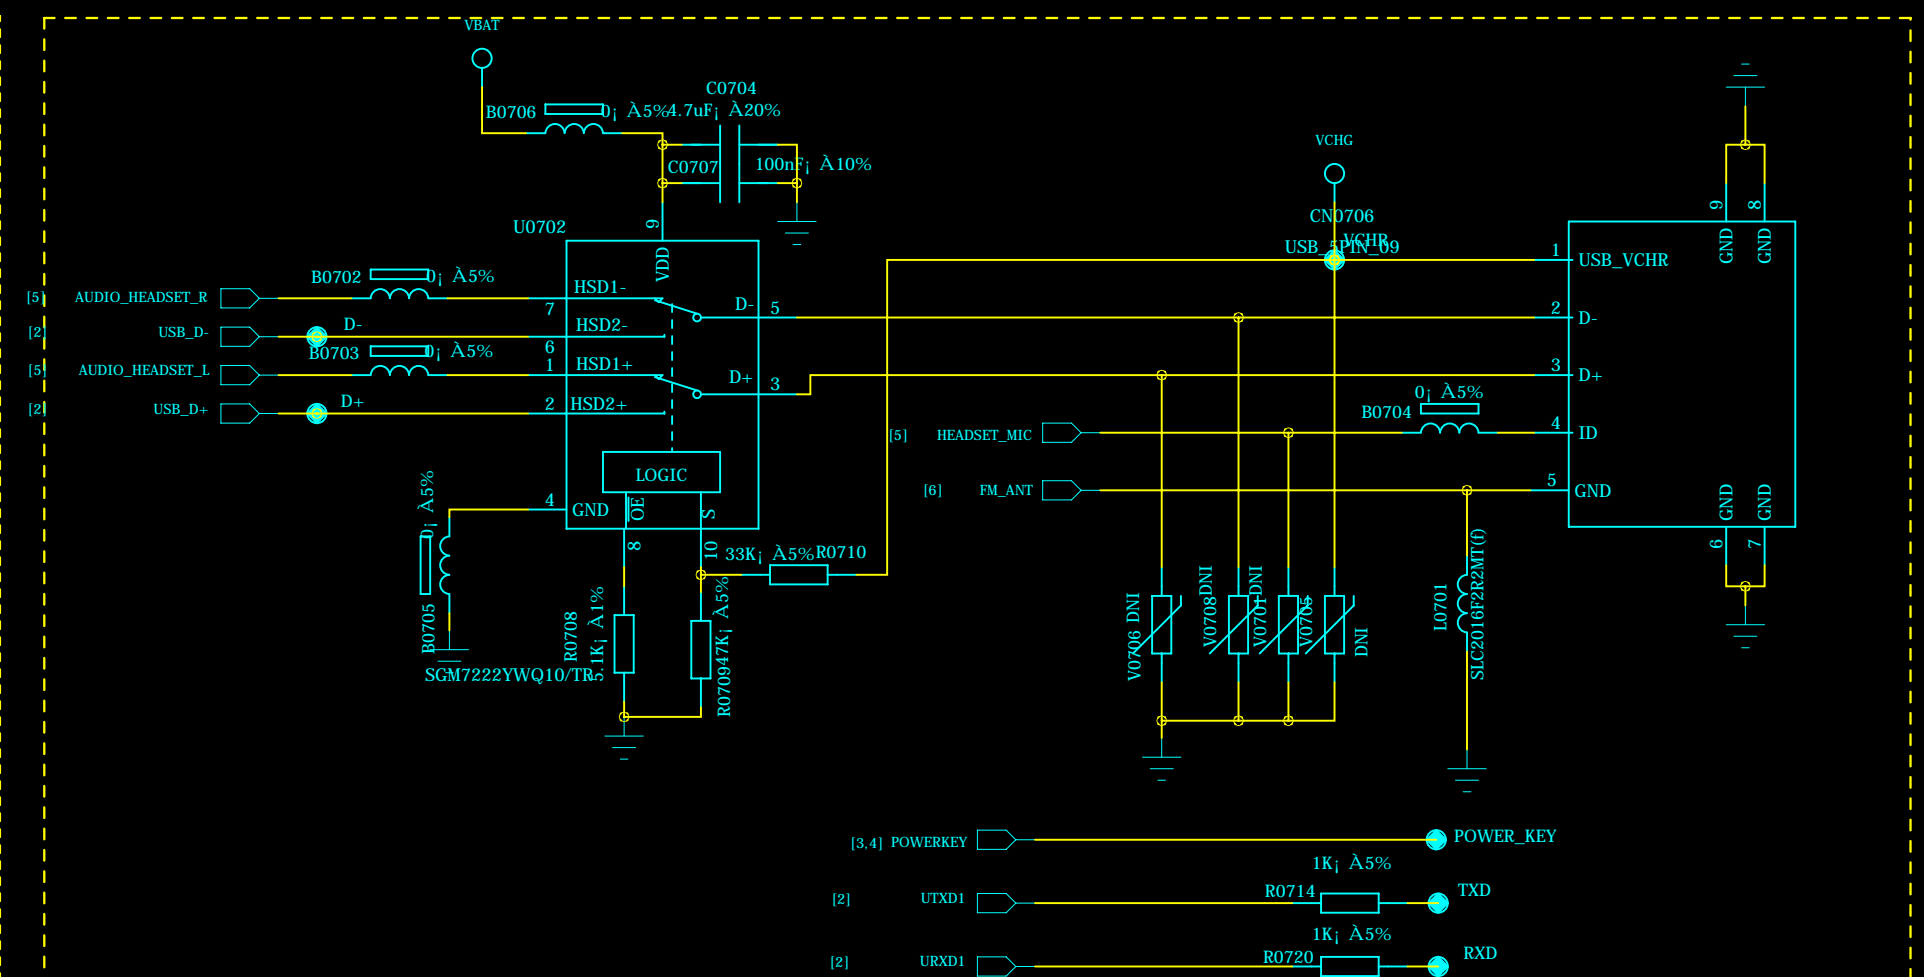 VBAT
C0704
B0706 0¡ À5% 4.7uF¡ À20%
VCHG
C0707 100nF¡ À10%
CN0706
U0702 9
VCHR
USB_5PIN_09
VDD
9 8
GND GND
1 USB_VCHR
B0702 0¡ À5%
[5] AUDIO_HEADSET_R
7 HSD1-
D- 5
2 D-
[2] USB_D- D-
6 HSD2-
B0703 0¡ À5%
[5] AUDIO_HEADSET_L
1 HSD1+
D+ 3
3 D+
[2] USB_D+ D+
2 HSD2+
0¡ À5%
B0704
[5] HEADSET_MIC
4 ID
LOGIC
[6] FM_ANT
5 GND
4 GND
OE S
GND GND
6 7
0¡ À5%
B0705
8 10
33K¡ À5% R0710
R0708
5.1K¡ À1%
R0709 47K¡ À5%
SGM7222YWQ10/TR
V0706 DNI
V0708 DNI
V0701 DNI
V0705
DNI
L0701
SLC2016F2R2MT(f)
[3,4] POWERKEY POWER_KEY
1K¡ À5%
[2] UTXD1 R0714 TXD
1K¡ À5%
[2] URXD1 R0720 RXD